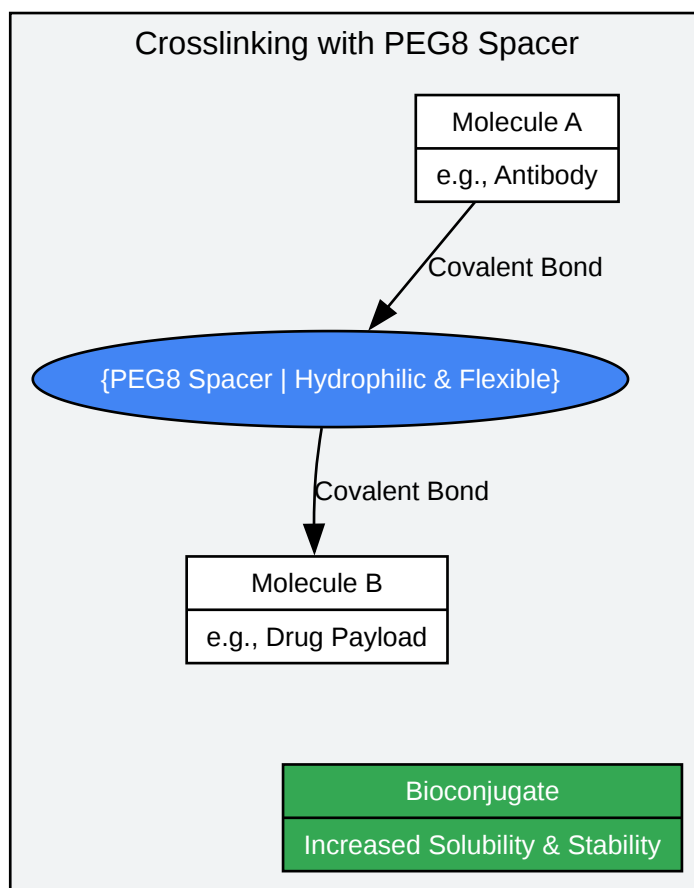 Crosslinking with PEG8 Spacer
Molecule A
e.g., Antibody
Covalent Bond
{PEG8 Spacer | Hydrophilic & Flexible}
Covalent Bond
Molecule B
e.g., Drug Payload
Bioconjugate
Increased Solubility & Stability